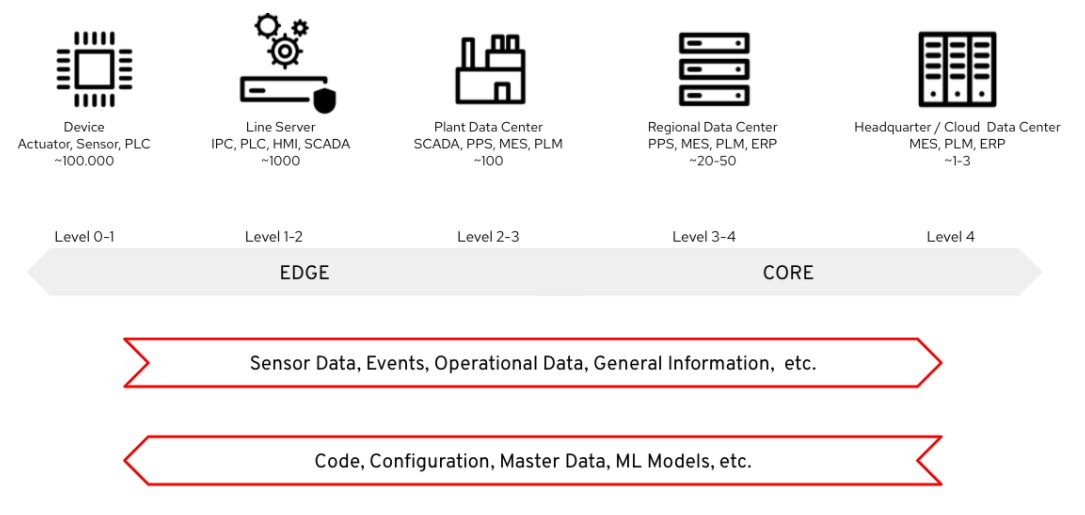 Device
Actuator, Sensor, PLC
~100.000
Line Server
IPC, PLC, HMI, SCADA
~1000
Plant Data Center
SCADA, PPS, MES, PLM
~100
Regional Data Center
PPS, MES, PLM, ERP
~20-50
Headquarter / Cloud  Data Center
MES, PLM, ERP
~1-3
Level 0-1
Level 1-2
Level 2-3
Level 3-4
Level 4
EDGE
CORE
Sensor Data, Events, Operational Data, General Information,  etc.
Code, Configuration, Master Data, ML Models, etc.